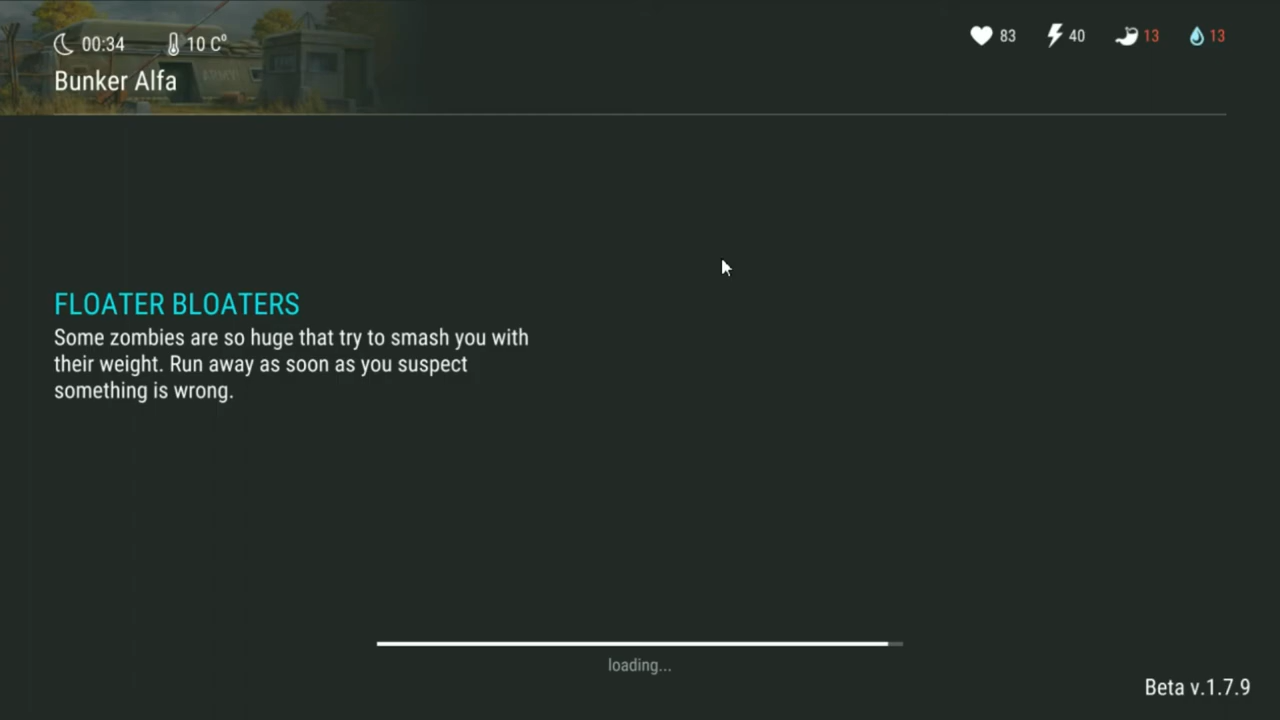 00:34 10 C°
83 40 13 13
Bunker Alfa
ARMY
FLOATER BLOATERS
Some zombies are so huge that try to smash you with
their weight. Run away as soon as you suspect
something is wrong.
loading...
Beta v.1.7.9